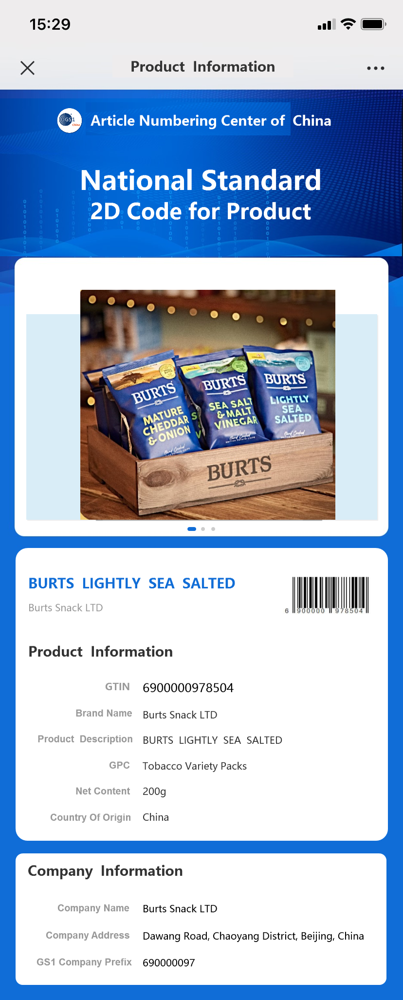 15:29
Product Information
GS1
China
Article Numbering Center of China
National Standard
2D Code for Product
BURTS
MATURE
CHEDDAR
& ONION
Hand Cooked
BURTS
SEA SALT
& MALT
VINEGAR
Hand Cooked
BRITISH POTATO CHIPS
SMALL
BATCH
BURTS
LIGHTLY
SEA
SALTED
Hand Cooked
BURTS
BURTS LIGHTLY SEA SALTED
Burts Snack LTD
6 900000 978504
Product Information
GTIN 6900000978504
Brand Name Burts Snack LTD
Product Description BURTS LIGHTLY SEA SALTED
GPC Tobacco Variety Packs
Net Content 200g
Country Of Origin China
Company Information
Company Name Burts Snack LTD
Company Address Dawang Road, Chaoyang District, Beijing, China
GS1 Company Prefix 690000097